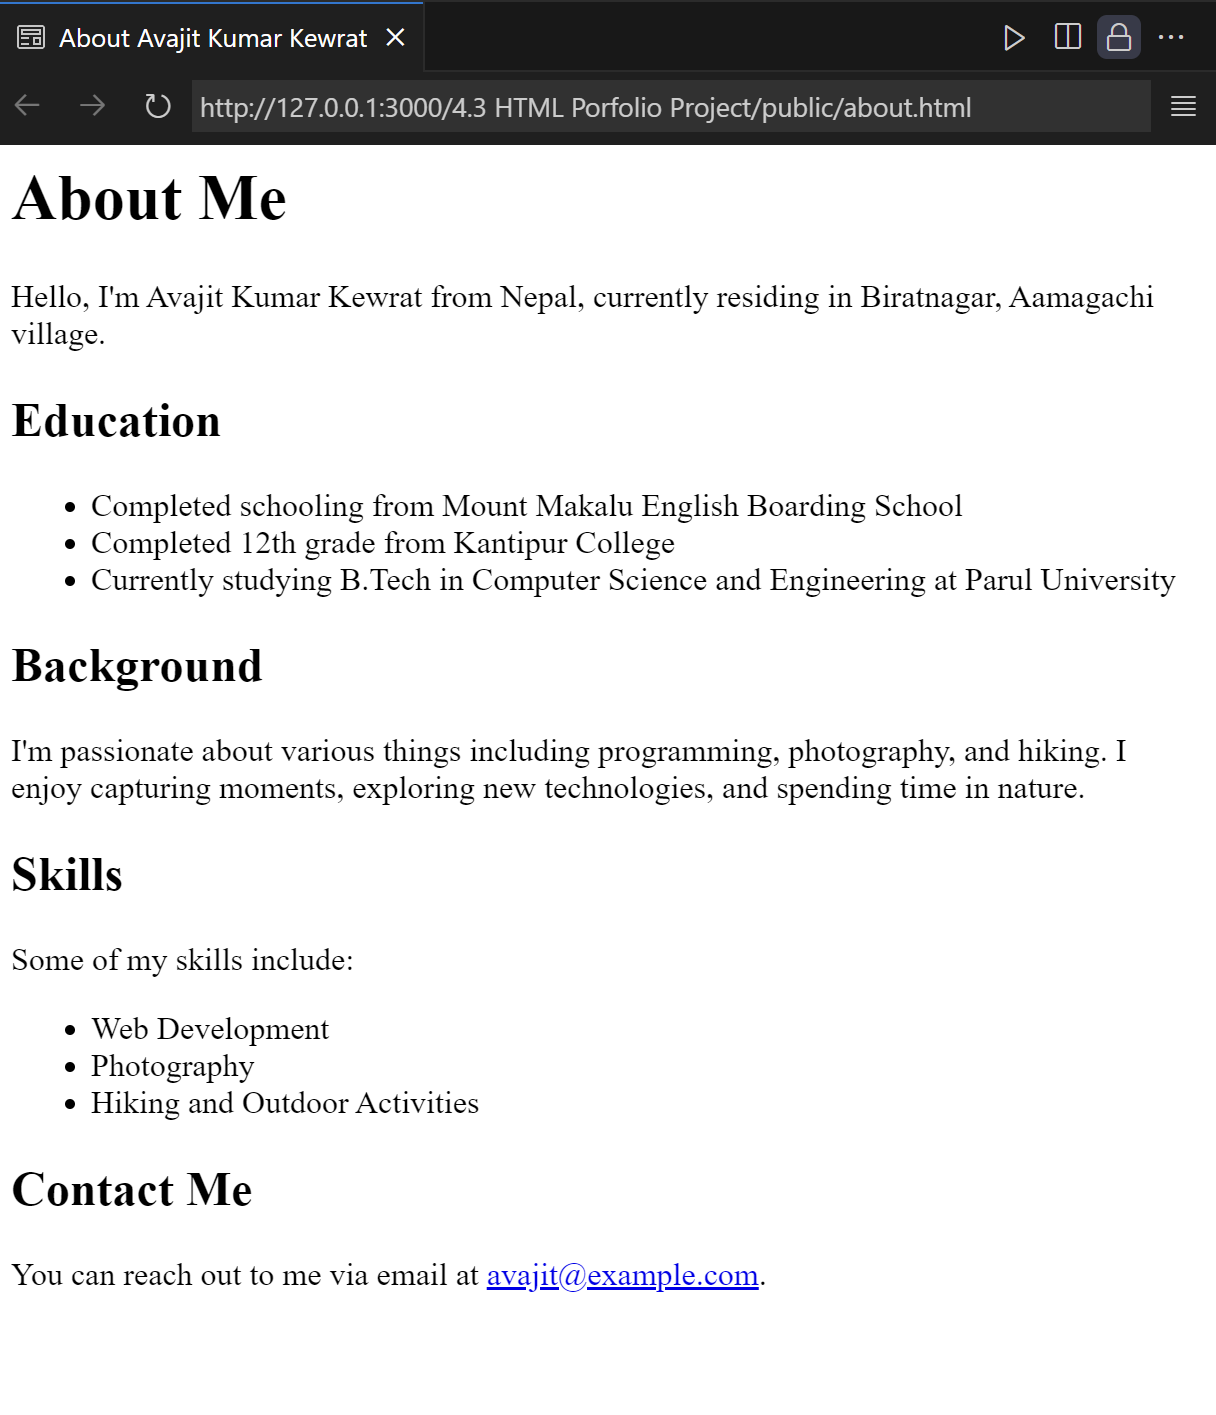 About Avajit Kumar Kewrat
http://127.0.0.1:3000/4.3 HTML Porfolio Project/public/about.html
About Me
Hello, I'm Avajit Kumar Kewrat from Nepal, currently residing in Biratnagar, Aamagachi
village.
Education
• Completed schooling from Mount Makalu English Boarding School
• Completed 12th grade from Kantipur College
• Currently studying B.Tech in Computer Science and Engineering at Parul University
Background
I'm passionate about various things including programming, photography, and hiking. I
enjoy capturing moments, exploring new technologies, and spending time in nature.
Skills
Some of my skills include:
• Web Development
• Photography
• Hiking and Outdoor Activities
Contact Me
You can reach out to me via email at avajit@example.com.